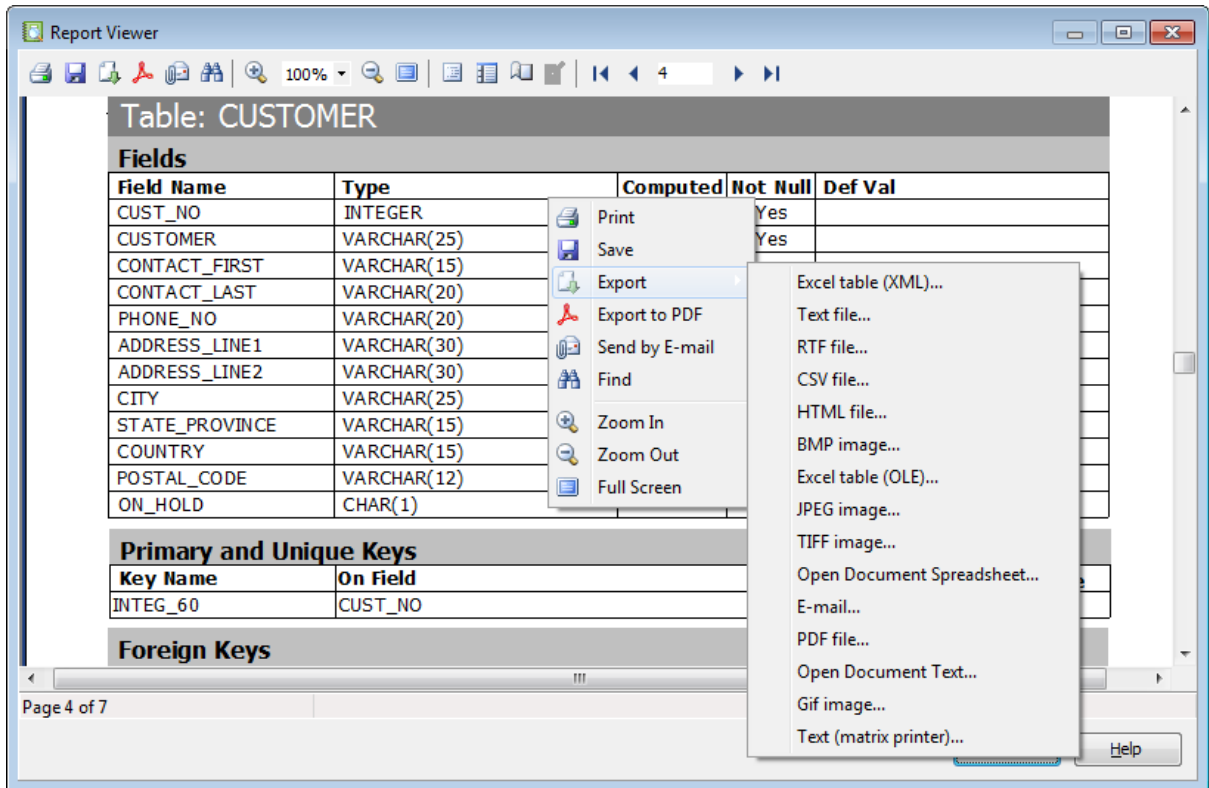 Report Viewer
100% 4
Table: CUSTOMER
Fields
Field Name Type Computed Not Null Def Val
CUST_NO INTEGER Yes
CUSTOMER VARCHAR(25) Yes
CONTACT_FIRST VARCHAR(15)
CONTACT_LAST VARCHAR(20)
PHONE_NO VARCHAR(20)
ADDRESS_LINE1 VARCHAR(30)
ADDRESS_LINE2 VARCHAR(30)
CITY VARCHAR(25)
STATE_PROVINCE VARCHAR(15)
COUNTRY VARCHAR(15)
POSTAL_CODE VARCHAR(12)
ON_HOLD CHAR(1)
Primary and Unique Keys
Key Name On Field
INTEG_60 CUST_NO
Foreign Keys
Print
Save
Export
Export to PDF
Send by E-mail
Find
Zoom In
Zoom Out
Full Screen
Excel table (XML)...
Text file...
RTF file...
CSV file...
HTML file...
BMP image...
Excel table (OLE)...
JPEG image...
TIFF image...
Open Document Spreadsheet...
E-mail...
PDF file...
Open Document Text...
Gif image...
Text (matrix printer)...
Page 4 of 7
Help